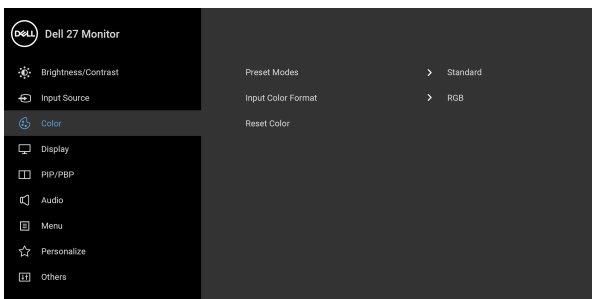 DELL Dell 27 Monitor
Brightness/Contrast
Input Source
Color
Display
PIP/PBP
Audio
Menu
Personalize
Others
Preset Modes > Standard
Input Color Format > RGB
Reset Color